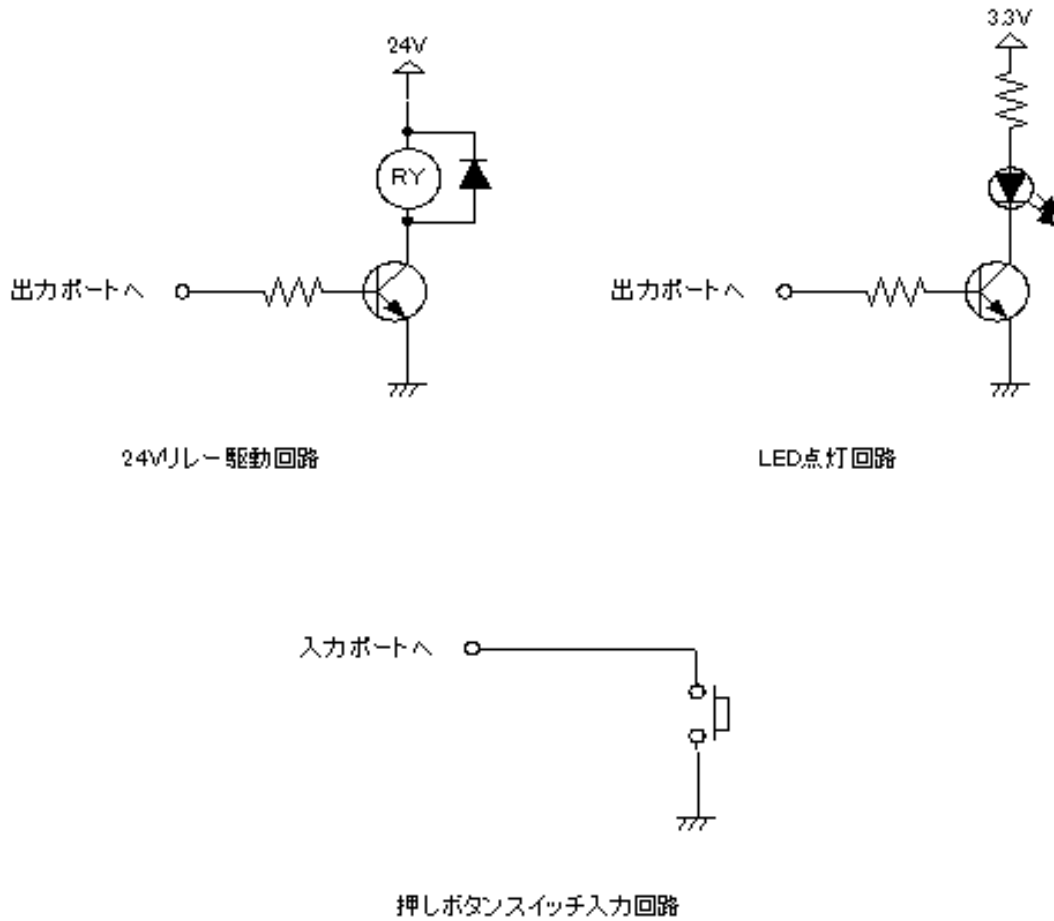 24V
3.3V
RY
出力ポートへ
出力ポートへ
24Vリレー駆動回路
LED点灯回路
入力ポートへ
押しボタンスイッチ入力回路